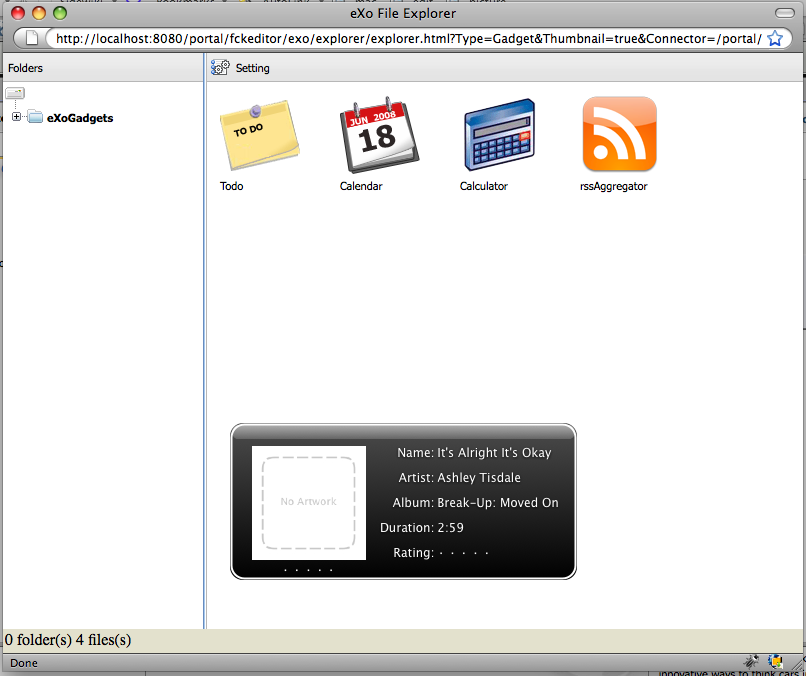 eXo File Explorer
http://localhost:8080/portal/fckeditor/exo/explorer/explorer.html?Type=Gadget&Thumbnail=true&Connector=/portal/
Folders
Setting
eXoGadgets
TO DO
JUN 2008
18
Todo
Calendar
Calculator
rssAggregator
No Artwork
Name: It's Alright It's Okay
Artist: Ashley Tisdale
Album: Break-Up: Moved On
Duration: 2:59
Rating: · · · · ·
0 folder(s) 4 files(s)
Done
innovative ways to think cars